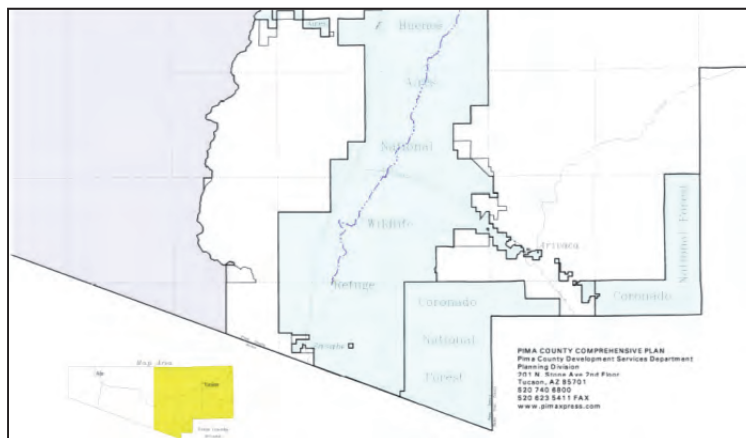 Buenos
Aires
National
Wildlife
Refuge
Arivaca
National Forest
Coronado
Coronado
National
Forest
Map Area
Ajo
Tucson
PIMA COUNTY COMPREHENSIVE PLAN
Pima County Development Services Department
Planning Division
201 N. Stone Ave 2nd Floor
Tucson, AZ 85701
520 740 6800
520 623 5411 FAX
www.pimaxpress.com